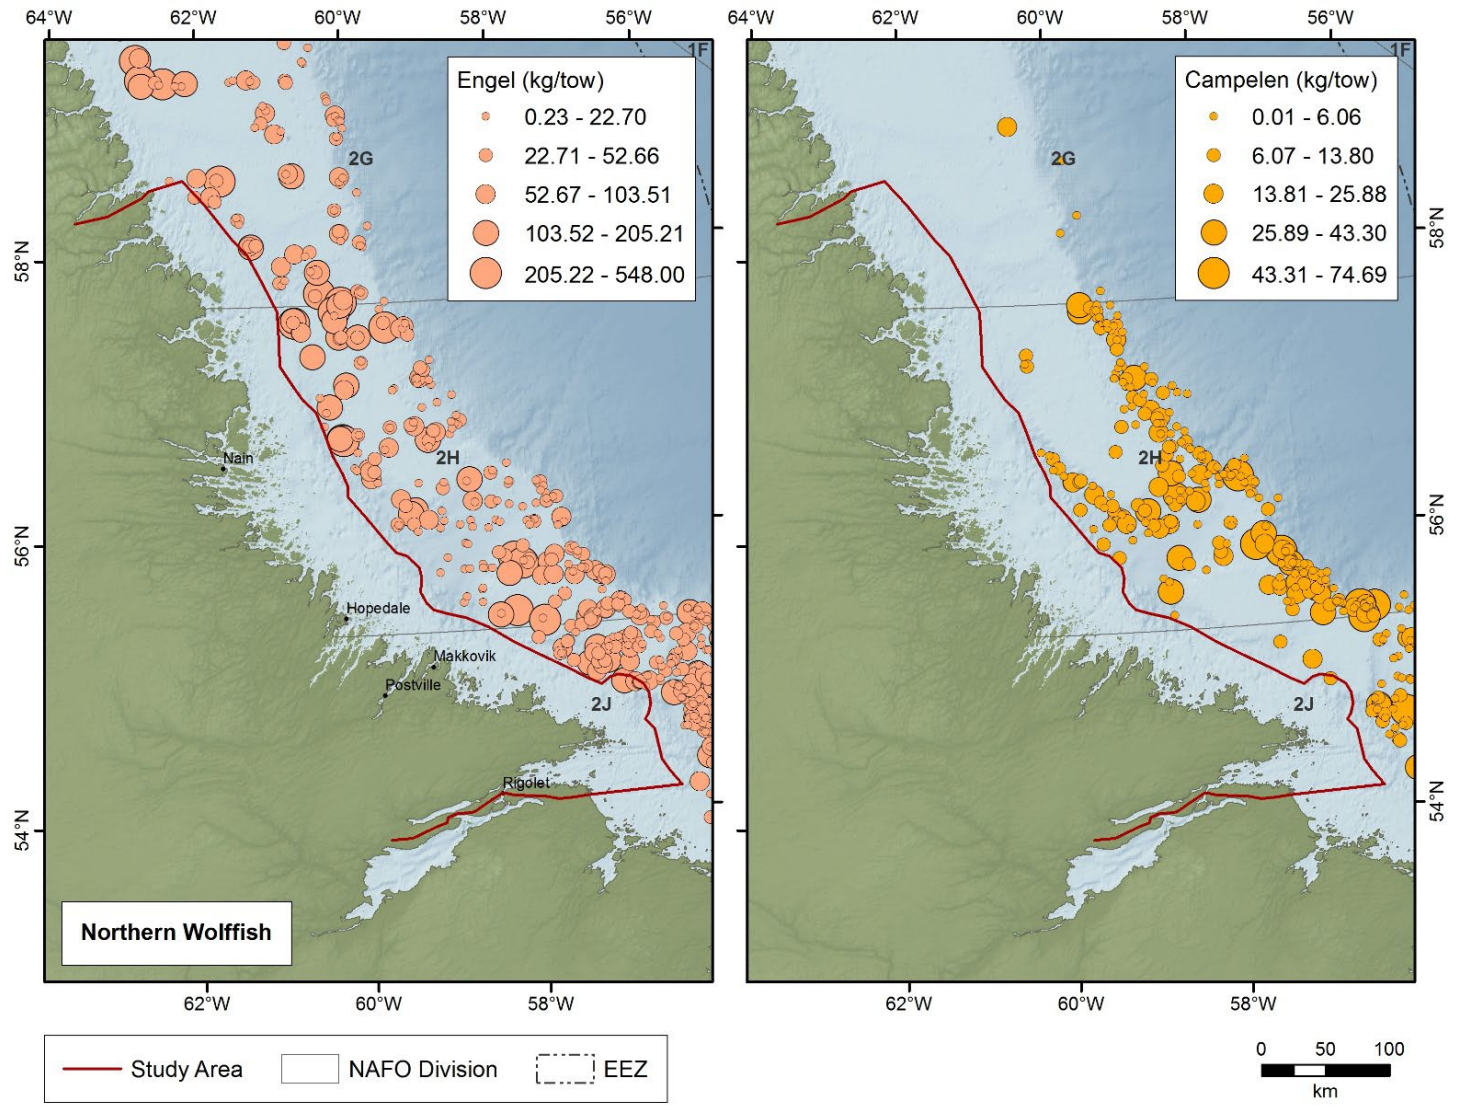 64°W 62°W 60°W 58°W 56°W 64°W 62°W 60°W 58°W 56°W
1F 1F
Engel (kg/tow)
0.23 - 22.70
22.71 - 52.66
52.67 - 103.51
103.52 - 205.21
205.22 - 548.00
Campelen (kg/tow)
0.01 - 6.06
6.07 - 13.80
13.81 - 25.88
25.89 - 43.30
43.31 - 74.69
2G 2G
58°N 58°N
2H 2H
Nain
56°N 56°N
Hopedale
Makkovik
Postville
2J 2J
Rigolet
54°N 54°N
Northern Wolffish
62°W 60°W 58°W 62°W 60°W 58°W
Study Area NAFO Division EEZ
0 50 100
km